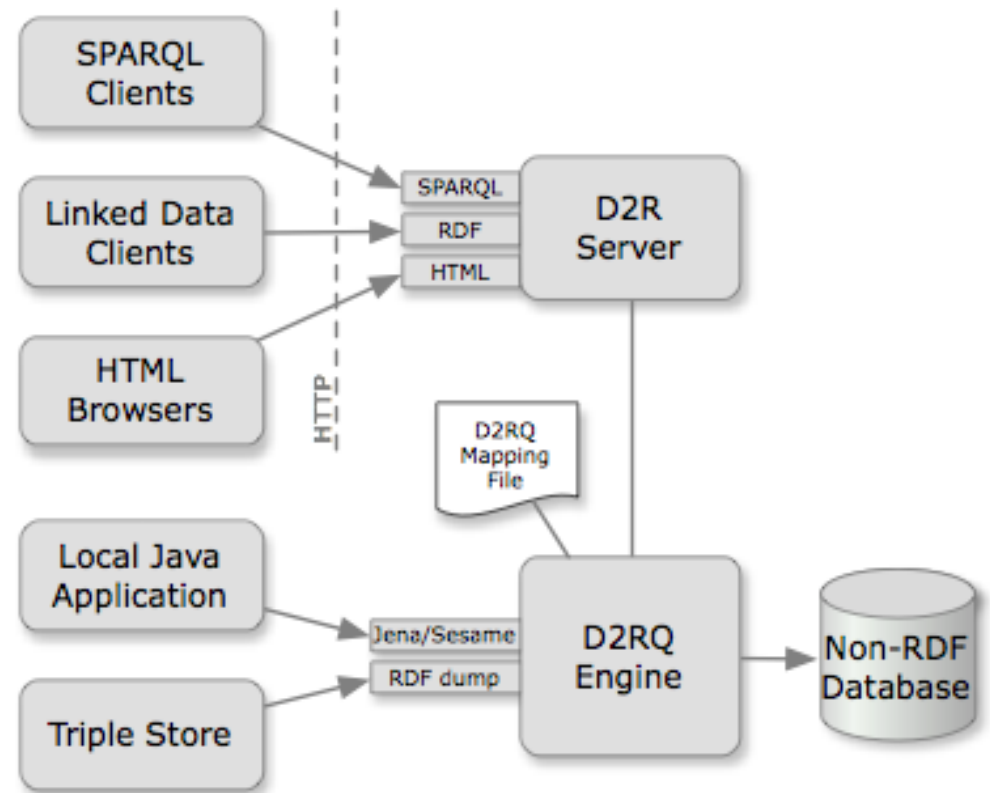 SPARQL
Clients
Linked Data
Clients
HTML
Browsers
HTTP
SPARQL
RDF
HTML
D2R
Server
D2RQ
Mapping
File
Local Java
Application
Triple Store
Jena/Sesame
RDF dump
D2RQ
Engine
Non-RDF
Database